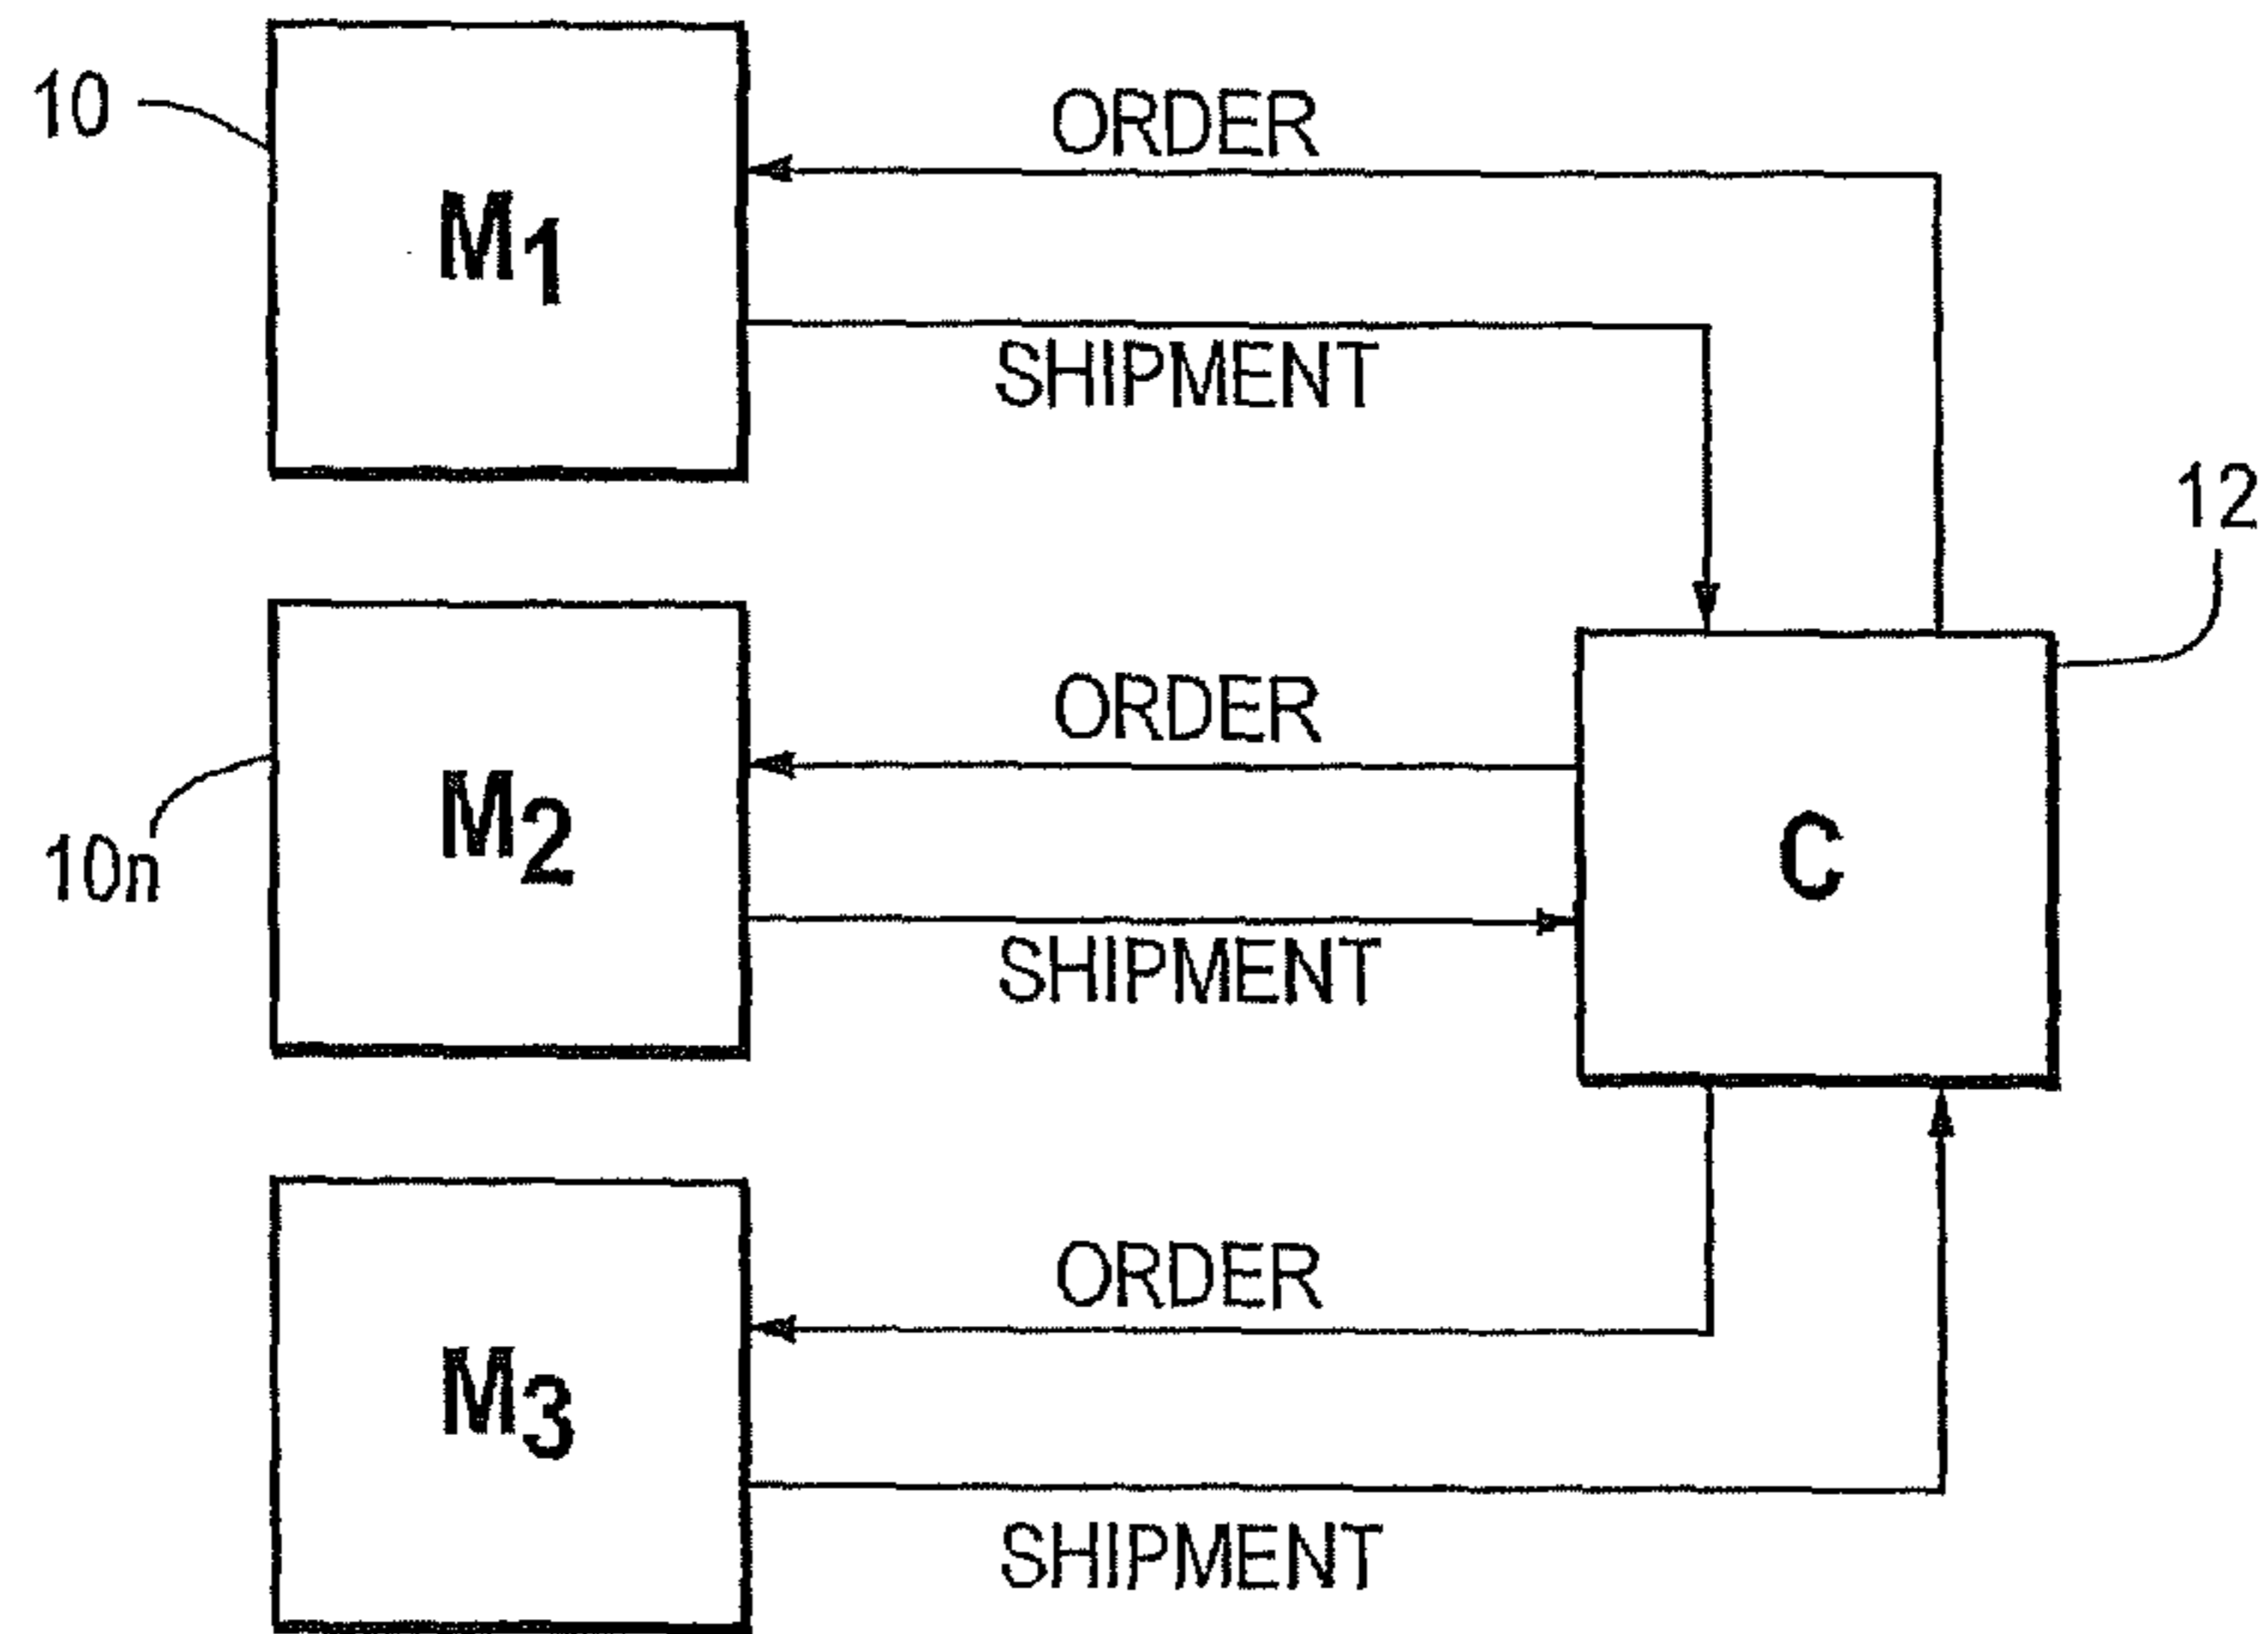 10
ORDER
M1
SHIPMENT
12
ORDER
M2
C
10n
SHIPMENT
ORDER
M3
SHIPMENT